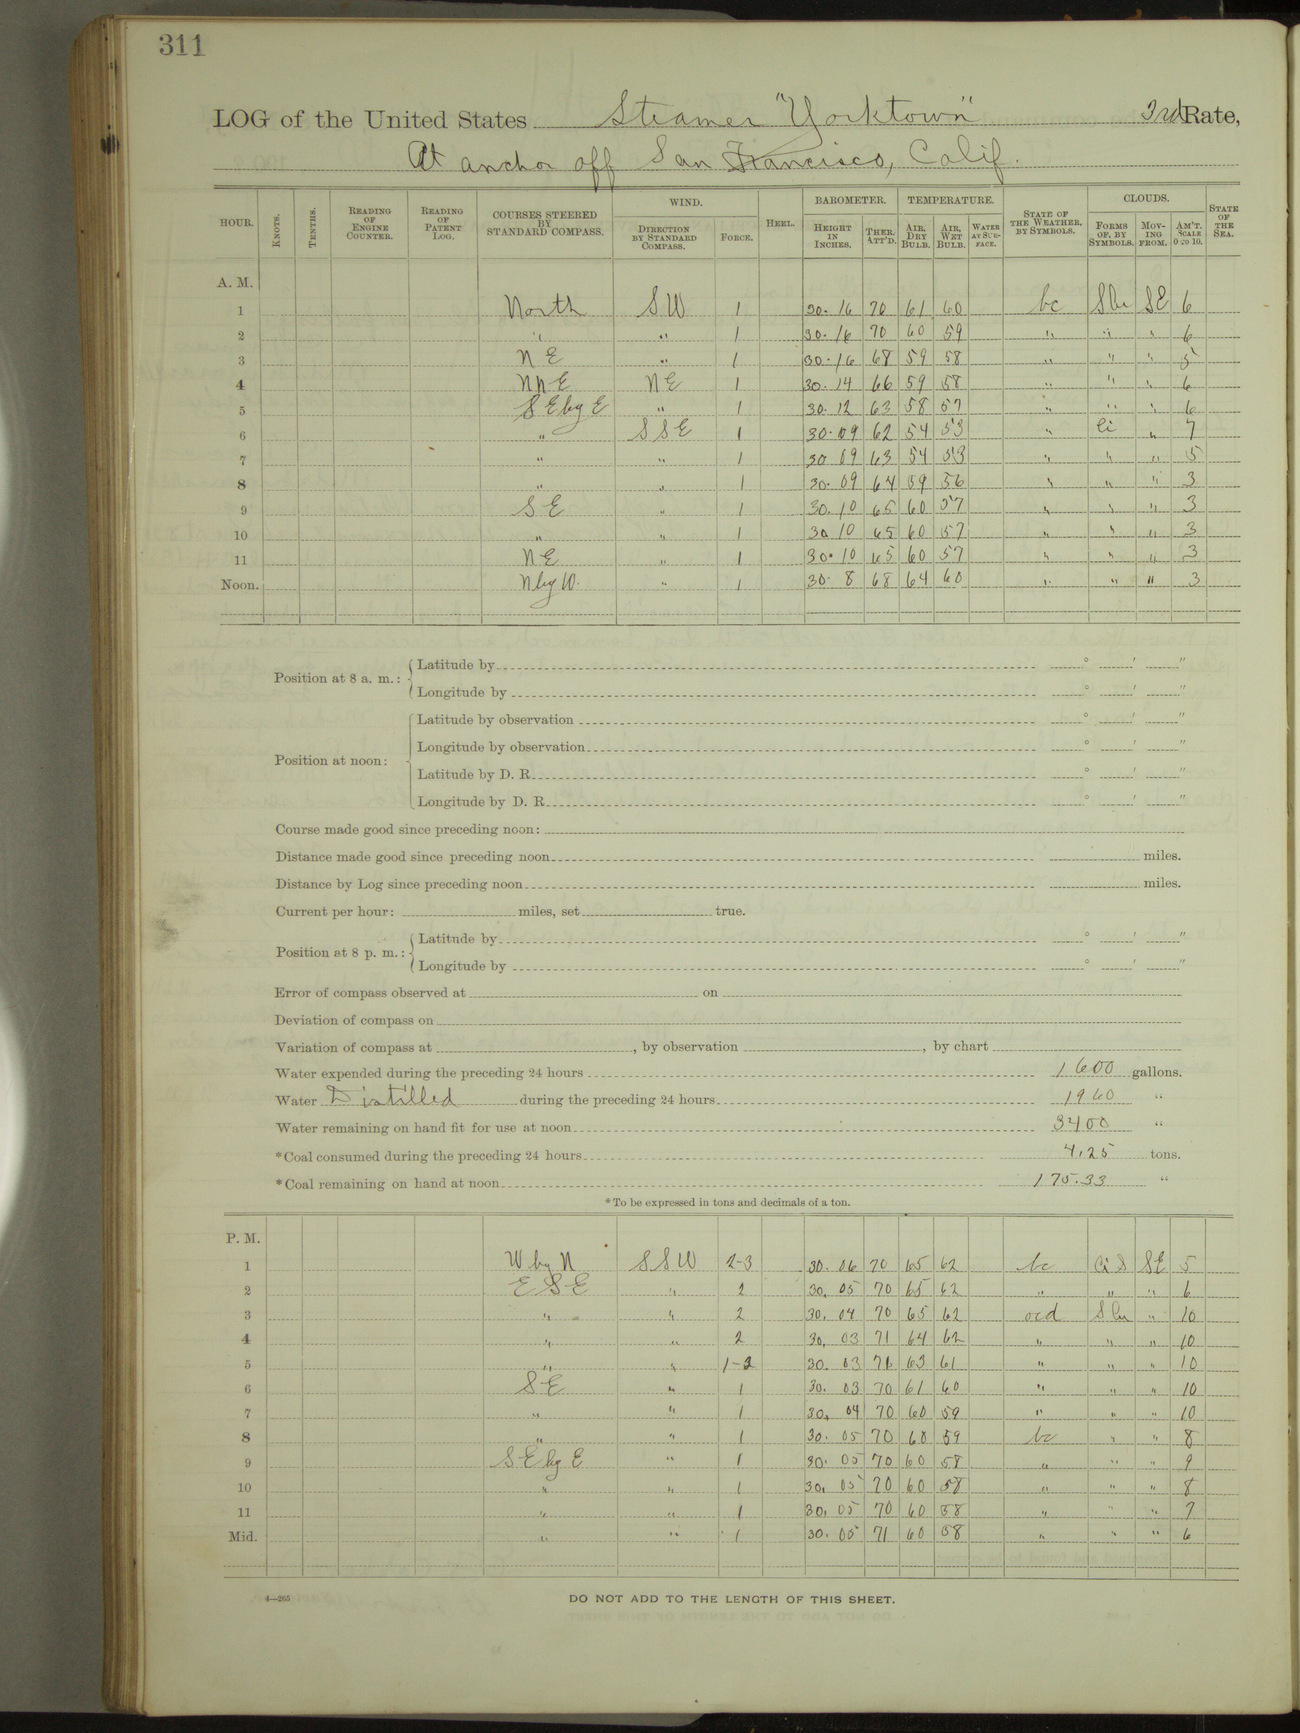 311
LOG of the United States Steamer "Yorktown" 3rd Rate,
At anchor off San Francisco, Calif.
HOUR. KNOTS. TENTHS. READING OF ENGINE COUNTER. READING OF PATENT LOG. COURSES STEERED BY STANDARD COMPASS. WIND. DIRECTION BY STANDARD COMPASS. FORCE. HEEL. BAROMETER. HEIGHT IN INCHES. THER. ATT'D. TEMPERATURE. AIR, DRY BULB. AIR, WET BULB. WATER AT SURFACE. STATE OF THE WEATHER, BY SYMBOLS. CLOUDS. FORMS OF, BY SYMBOLS. MOVING FROM. AM'T. SCALE 0 TO 10. STATE OF THE SEA.
A. M.
1 North SW 1 30.16 70 61 60 bc SCu SE 6
2 " " 1 30.16 70 60 59 " " " 6
3 NE " 1 30.16 68 59 58 " " " 5
4 NNE NE 1 30.14 66 59 58 " " " 6
5 SE by E " 1 30.12 63 58 57 " " " 6
6 " SSE 1 30.09 62 54 53 " Ci " 7
7 " " 1 30 09 63 54 53 " " " 5
8 " " 1 30.09 64 59 56 " " " 3
9 SE " 1 30.10 65 60 57 " " " 3
10 " " 1 30 10 65 60 57 " " " 3
11 NE " 1 30.10 65 60 57 " " " 3
Noon. N by W. " 1 30. 8 68 64 60 " " " 3
Position at 8 a. m.: Latitude by ° ′ ″
Longitude by ° ′ ″
Position at noon: Latitude by observation ° ′ ″
Longitude by observation ° ′ ″
Latitude by D. R. ° ′ ″
Longitude by D. R. ° ′ ″
Course made good since preceding noon:
Distance made good since preceding noon miles.
Distance by Log since preceding noon miles.
Current per hour: miles, set true.
Position at 8 p. m.: Latitude by ° ′ ″
Longitude by ° ′ ″
Error of compass observed at on
Deviation of compass on
Variation of compass at , by observation , by chart
Water expended during the preceding 24 hours 1600 gallons.
Water Distilled during the preceding 24 hours 1960 "
Water remaining on hand fit for use at noon 3400 "
*Coal consumed during the preceding 24 hours 4.25 tons.
*Coal remaining on hand at noon 175.33 "
*To be expressed in tons and decimals of a ton.
P. M.
1 W by N SSW 2-3 30.06 70 65 62 bc CiS SE 5
2 ESE " 2 30.05 70 65 62 " " " 6
3 " " 2 30.04 70 65 62 ocd SCu " 10
4 " " 2 30.03 71 64 62 " " " 10
5 " " 1-2 30.03 71 63 61 " " " 10
6 SE " 1 30.03 70 61 60 " " " 10
7 " " 1 30.04 70 60 59 " " " 10
8 " " 1 30.05 70 60 59 bc " " 8
9 SE by E " 1 30.05 70 60 58 " " " 9
10 " " 1 30.05 70 60 58 " " " 8
11 " " 1 30.05 70 60 58 " " " 7
Mid. " " 1 30.05 71 60 58 " " " 6
4—265
DO NOT ADD TO THE LENGTH OF THIS SHEET.